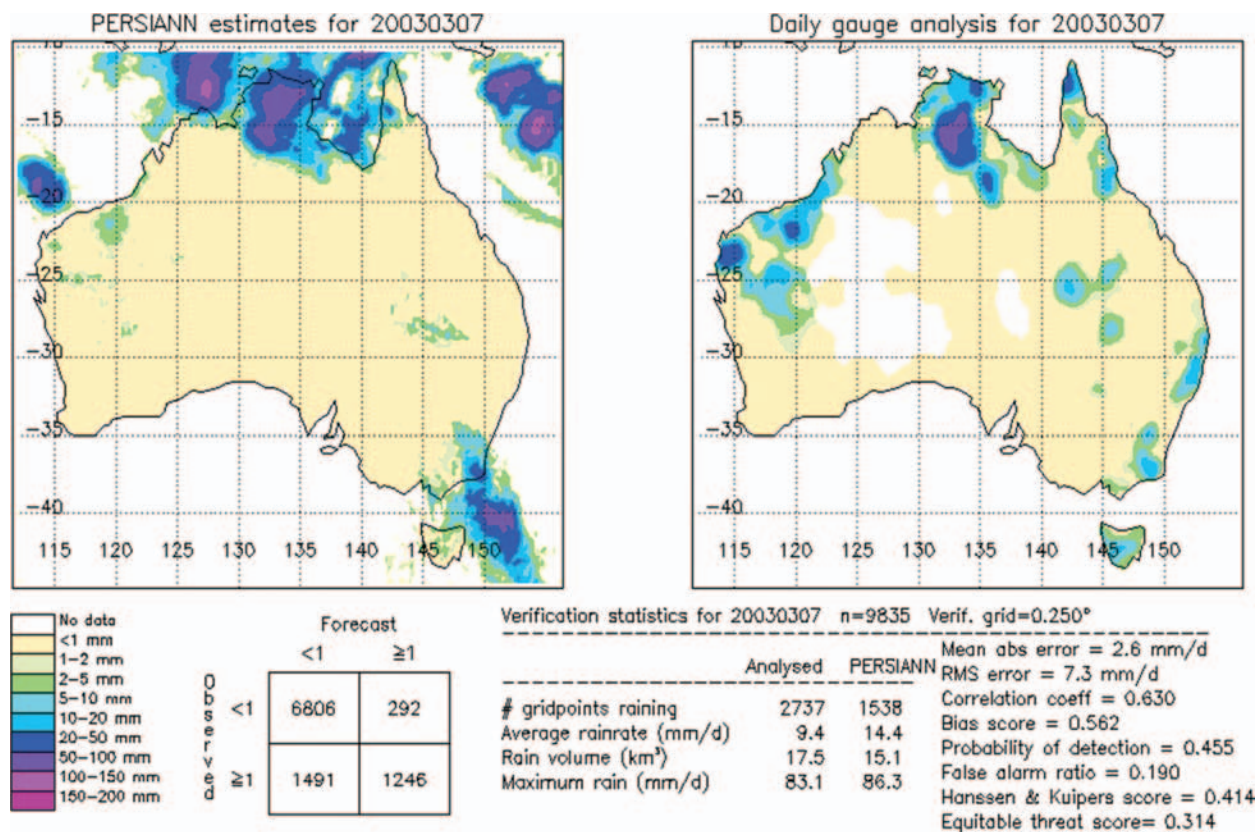 PERSIANN estimates for 20030307
-10
-15
-20
-25
-30
-35
-40
115 120 125 130 135 140 145 150
Daily gauge analysis for 20030307
-10
-15
-20
-25
-30
-35
-40
115 120 125 130 135 140 145 150
No data
<1 mm
1-2 mm
2-5 mm
5-10 mm
10-20 mm
20-50 mm
50-100 mm
100-150 mm
150-200 mm
Forecast
<1 ≧1
Observed
<1 6806 292
≧1 1491 1246
Verification statistics for 20030307 n=9835 Verif. grid=0.250°
Analysed PERSIANN
# gridpoints raining 2737 1538
Average rainrate (mm/d) 9.4 14.4
Rain volume (km³) 17.5 15.1
Maximum rain (mm/d) 83.1 86.3
Mean abs error = 2.6 mm/d
RMS error = 7.3 mm/d
Correlation coeff = 0.630
Bias score = 0.562
Probability of detection = 0.455
False alarm ratio = 0.190
Hanssen & Kuipers score = 0.414
Equitable threat score= 0.314